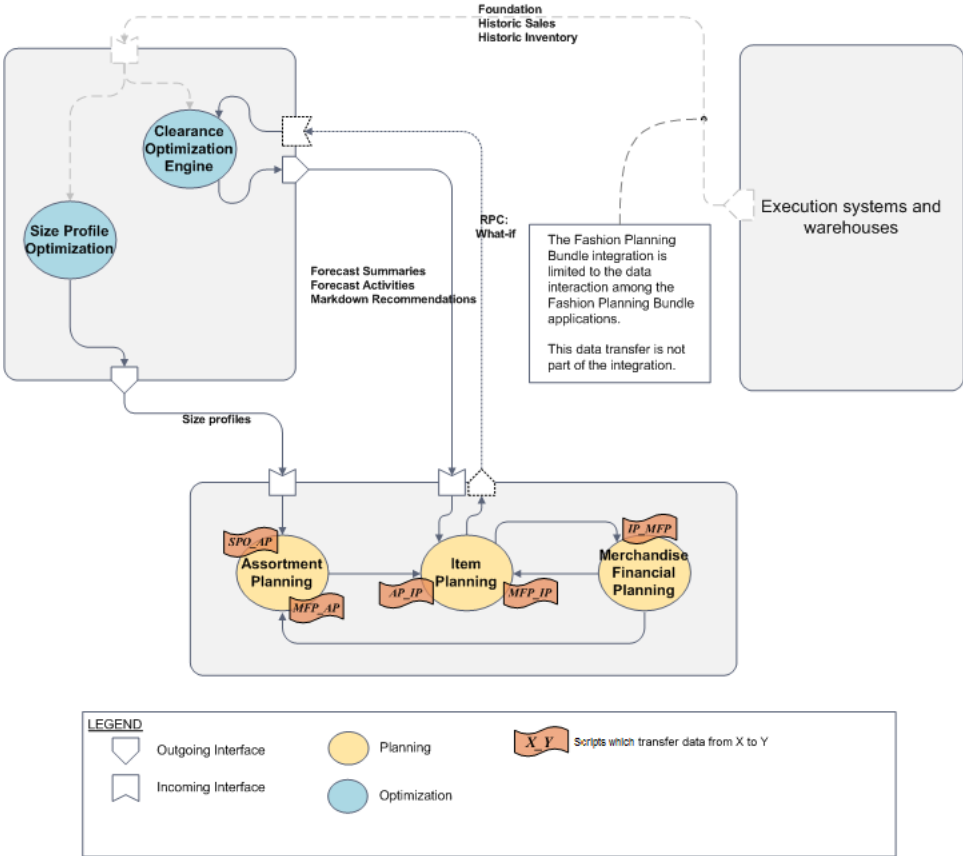 Foundation
Historic Sales
Historic Inventory
Clearance
Optimization
Engine
Size Profile
Optimization
RPC:
What-if
Forecast Summaries
Forecast Activities
Markdown Recommendations
The Fashion Planning
Bundle integration is
limited to the data
interaction among the
Fashion Planning Bundle
applications.
This data transfer is not
part of the integration.
Execution systems and
warehouses
Size profiles
SPO_AP
Assortment
Planning
MFP_AP
Item
Planning
AP_IP
MFP_IP
IP_MFP
Merchandise
Financial
Planning
LEGEND
Outgoing Interface
Incoming Interface
Planning
Optimization
X_Y
Scripts which transfer data from X to Y